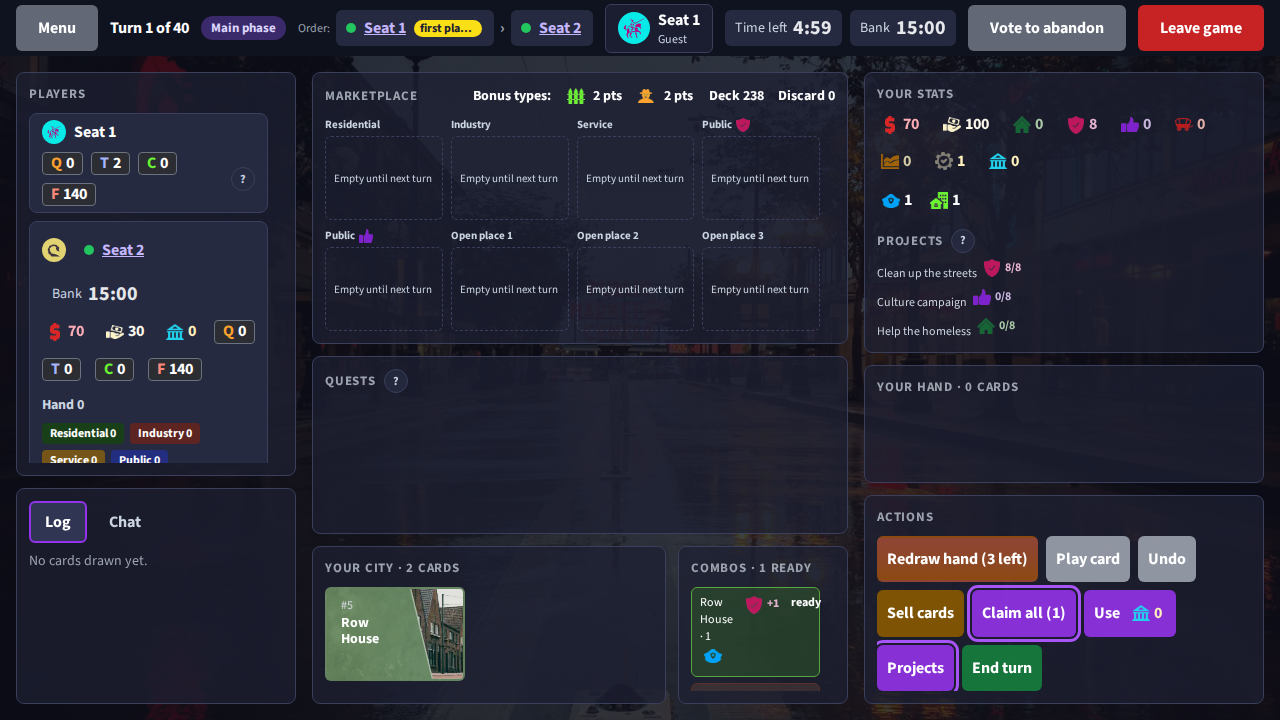 Menu
Turn 1 of 40
Main phase
Order:
Seat 1
first pla...
›
Seat 2
Seat 1
Guest
Time left 4:59
Bank 15:00
Vote to abandon
Leave game
PLAYERS
Seat 1
Q 0
T 2
C 0
F 140
?
Seat 2
Bank 15:00
70
30
0
Q 0
T 0
C 0
F 140
Hand 0
Residential 0
Industry 0
Service 0
Public 0
Log
Chat
No cards drawn yet.
MARKETPLACE
Bonus types:
2 pts
2 pts
Deck 238
Discard 0
Residential
Industry
Service
Public
Empty until next turn
Empty until next turn
Empty until next turn
Empty until next turn
Public
Open place 1
Open place 2
Open place 3
Empty until next turn
Empty until next turn
Empty until next turn
Empty until next turn
QUESTS
?
YOUR CITY · 2 CARDS
#5
Row
House
COMBOS · 1 READY
Row
House
· 1
+1
ready
YOUR STATS
70
100
0
8
0
0
0
1
0
1
1
PROJECTS
?
Clean up the streets 8/8
Culture campaign 0/8
Help the homeless 0/8
YOUR HAND · 0 CARDS
ACTIONS
Redraw hand (3 left)
Play card
Undo
Sell cards
Claim all (1)
Use 0
Projects
End turn